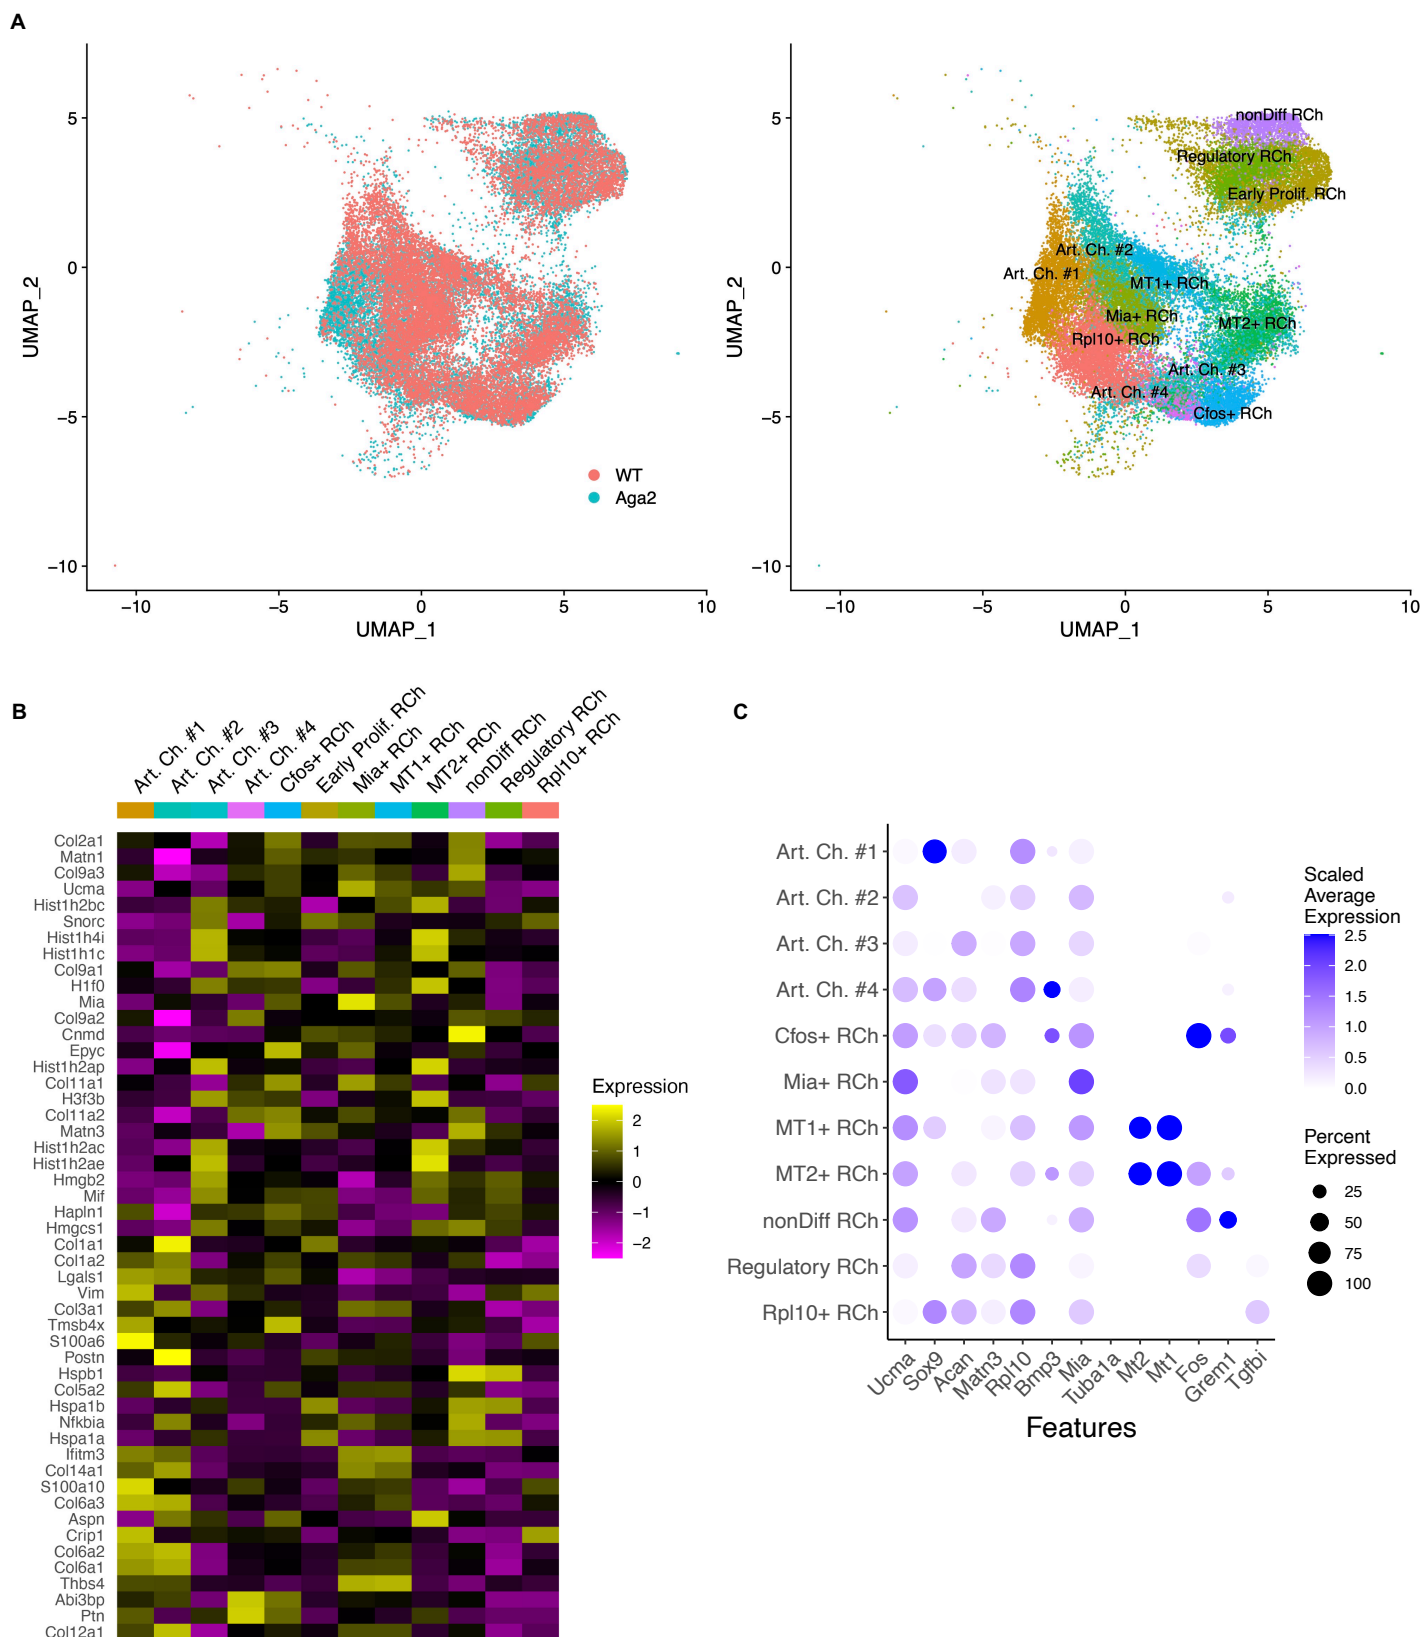 A
5
0
−5
−10
UMAP_2
−10
−5
0
5
10
UMAP_1
WT
Aga2
5
0
−5
−10
UMAP_2
−10
−5
0
5
10
UMAP_1
nonDiff RCh
Regulatory RCh
Early Prolif. RCh
Art. Ch. #2
Art. Ch. #1
MT1+ RCh
Mia+ RCh
MT2+ RCh
Rpl10+ RCh
Art. Ch. #3
Art. Ch. #4
Cfos+ RCh
B
Art. Ch. #1
Art. Ch. #2
Art. Ch. #3
Art. Ch. #4
Cfos+ RCh
Early Prolif. RCh
Mia+ RCh
MT1+ RCh
MT2+ RCh
nonDiff RCh
Regulatory RCh
Rpl10+ RCh
Col2a1
Matn1
Col9a3
Ucma
Hist1h2bc
Snorc
Hist1h4i
Hist1h1c
Col9a1
H1f0
Mia
Col9a2
Cnmd
Epyc
Hist1h2ap
Col11a1
H3f3b
Col11a2
Matn3
Hist1h2ac
Hist1h2ae
Hmgb2
Mif
Hapln1
Hmgcs1
Col1a1
Col1a2
Lgals1
Vim
Col3a1
Tmsb4x
S100a6
Postn
Hspb1
Col5a2
Hspa1b
Nfkbia
Hspa1a
Ifitm3
Col14a1
S100a10
Col6a3
Aspn
Crip1
Col6a2
Col6a1
Thbs4
Abi3bp
Ptn
Col12a1
Expression
2
1
0
−1
−2
C
Art. Ch. #1
Art. Ch. #2
Art. Ch. #3
Art. Ch. #4
Cfos+ RCh
Mia+ RCh
MT1+ RCh
MT2+ RCh
nonDiff RCh
Regulatory RCh
Rpl10+ RCh
Ucma
Sox9
Acan
Matn3
Rpl10
Bmp3
Mia
Tuba1a
Mt2
Mt1
Fos
Grem1
Tgfbi
Features
Scaled
Average
Expression
2.5
2.0
1.5
1.0
0.5
0.0
Percent
Expressed
25
50
75
100